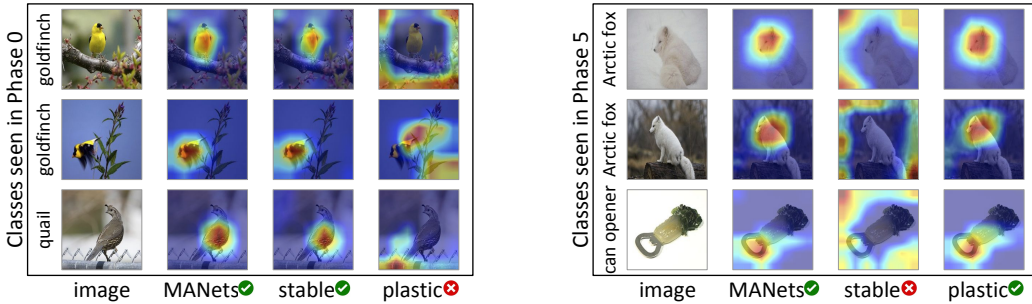 Classes seen in Phase 0
goldfinch
goldfinch
quail
image MANets stable plastic
Classes seen in Phase 5
Arctic fox
Arctic fox
can opener
image MANets stable plastic